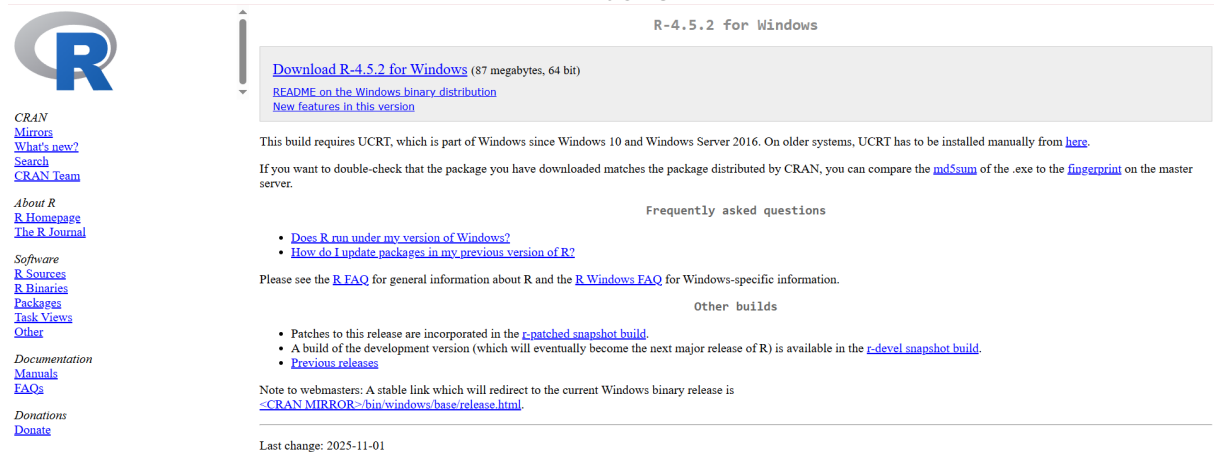 R
CRAN
Mirrors
What's new?
Search
CRAN Team
About R
R Homepage
The R Journal
Software
R Sources
R Binaries
Packages
Task Views
Other
Documentation
Manuals
FAQs
Donations
Donate
R-4.5.2 for Windows
Download R-4.5.2 for Windows (87 megabytes, 64 bit)
README on the Windows binary distribution
New features in this version
This build requires UCRT, which is part of Windows since Windows 10 and Windows Server 2016. On older systems, UCRT has to be installed manually from here.
If you want to double-check that the package you have downloaded matches the package distributed by CRAN, you can compare the md5sum of the .exe to the fingerprint on the master
server.
Frequently asked questions
• Does R run under my version of Windows?
• How do I update packages in my previous version of R?
Please see the R FAQ for general information about R and the R Windows FAQ for Windows-specific information.
Other builds
• Patches to this release are incorporated in the r-patched snapshot build.
• A build of the development version (which will eventually become the next major release of R) is available in the r-devel snapshot build.
• Previous releases
Note to webmasters: A stable link which will redirect to the current Windows binary release is
<CRAN MIRROR>/bin/windows/base/release.html.
Last change: 2025-11-01